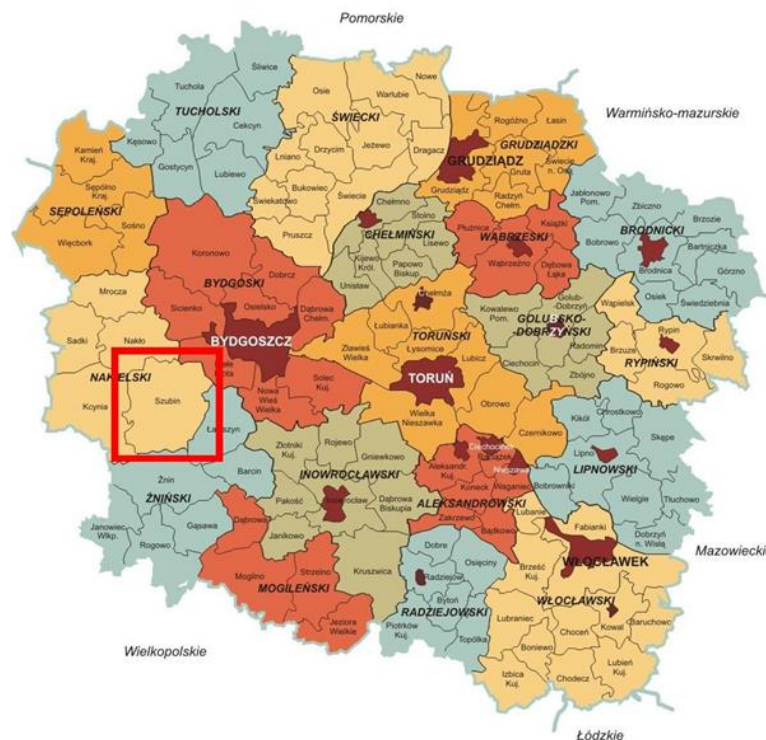 Pomorskie
Śliwice
Tuchola
TUCHOLSKI
Kęsowo
Cekcyn
Gostycyn
Lubiewo
Nowe
Osie
Warlubie
ŚWIECKI
Lniano
Drzycim
Jeżewo
Dragacz
Bukowiec
Świekatowo
Świecie
Pruszcz
Warmińsko-mazurskie
Rogóźno
Łasin
GRUDZIĄDZKI
GRUDZIĄDZ
Gruta
Świecie
n. Osą
Grudziądz
Radzyń
Chełm.
Kamień
Kraj.
Sępólno
Kraj.
SĘPOLEŃSKI
Sośno
Więcbork
Chełmno
Stolno
CHEŁMIŃSKI
Lisewo
Kijewo
Król.
Papowo
Biskup
Unisław
Płużnica
Książki
WĄBRZESKI
Wąbrzeźno
Dębowa
Łąka
Jabłonowo
Pom.
Zbiczno
Brzozie
BRODNICKI
Bobrowo
Bartniczka
Brodnica
Górzno
Osiek
Świedziebnia
Koronowo
BYDGOSKI
Dobrcz
Sicienko
Osielsko
Dąbrowa
Chełm.
BYDGOSZCZ
Nowa
Wieś
Wielka
Solec
Kuj.
Mrocza
Sadki
Nakło
NAKIELSKI
Szubin
Kcynia
Chełmża
Łubianka
TORUŃSKI
Zławieś
Wielka
Łysomice
Lubicz
TORUŃ
Wielka
Nieszawka
Obrowo
Czernikowo
Kowalewo
Pom.
Golub-
Dobrzyń
GOLUBSKO-
-DOBRZYŃSKI
Radomin
Ciechocin
Zbójno
Wąpielsk
Rypin
Brzuze
Skrwilno
RYPIŃSKI
Rogowo
Łabiszyn
Żnin
Barcin
ŻNIŃSKI
Janowiec
Wlkp.
Gąsawa
Rogowo
Złotniki
Kuj.
Rojewo
Gniewkowo
INOWROCŁAWSKI
Pakość
Inowrocław
Dąbrowa
Biskupia
Janikowo
Kruszwica
Ciechocinek
Raciążek
Nieszawa
Aleksandr.
Kuj.
Koneck
Waganiec
ALEKSANDROWSKI
Zakrzewo
Bądkowo
Kikół
Chrostkowo
Skępe
Lipno
LIPNOWSKI
Bobrowniki
Wielgie
Tłuchowo
Dobrzyń
n. Wisłą
Mazowieckie
Dąbrowa
Mogilno
Strzelno
MOGILEŃSKI
Jeziora
Wielkie
Dobre
Osięciny
Radziejów
Bytoń
RADZIEJOWSKI
Piotrków
Kuj.
Topólka
Lubanie
Fabianki
WŁOCŁAWEK
Brześć
Kuj.
WŁOCŁAWSKI
Lubraniec
Choceń
Kowal
Baruchowo
Boniewo
Izbica
Kuj.
Chodecz
Lubień
Kuj.
Wielkopolskie
Łódzkie